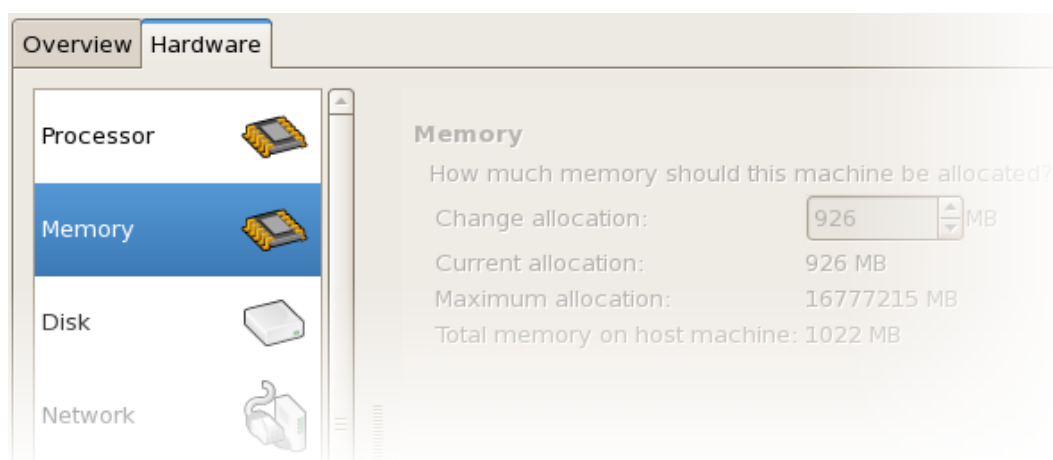 Overview Hardware
Processor
Memory
Disk
Network
Memory
How much memory should this machine be allocated?
Change allocation: 926 MB
Current allocation: 926 MB
Maximum allocation: 16777215 MB
Total memory on host machine: 1022 MB